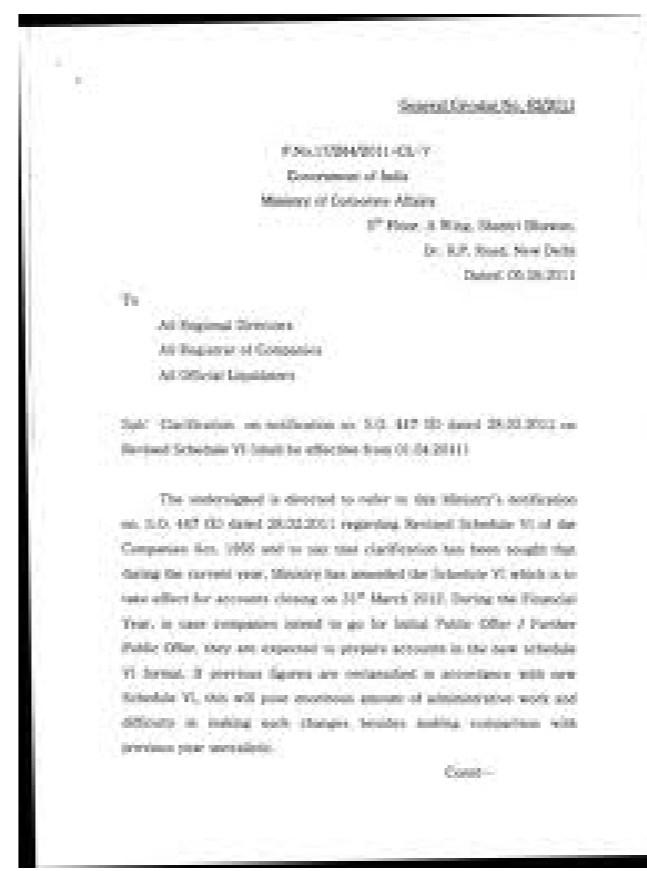 General Circular No. 62/2011
F.No.17/284/2011-CL-V
Government of India
Ministry of Corporate Affairs
5th Floor, A Wing, Shastri Bhawan,
Dr. R.P. Road, New Delhi
Dated: 05.09.2011
To
All Regional Directors
All Registrar of Companies
All Official Liquidators
Sub: Clarification on notification no. S.O. 447 (E) dated 28.02.2011 on
Revised Schedule VI (shall be effective from 01.04.2011)
The undersigned is directed to refer to this Ministry's notification
no. S.O. 447 (E) dated 28.02.2011 regarding Revised Schedule VI of the
Companies Act, 1956 and to say that clarification has been sought that
during the current year, Ministry has amended the Schedule VI which is to
take effect for accounts closing on 31st March 2012. During the Financial
Year, in case companies intend to go for Initial Public Offer / Further
Public Offer, they are expected to prepare accounts in the new schedule
VI format. If previous figures are reclassified in accordance with new
Schedule VI, this will pose enormous amount of administrative work and
difficulty in making such changes besides making comparison with
previous year unrealistic.
Contd--